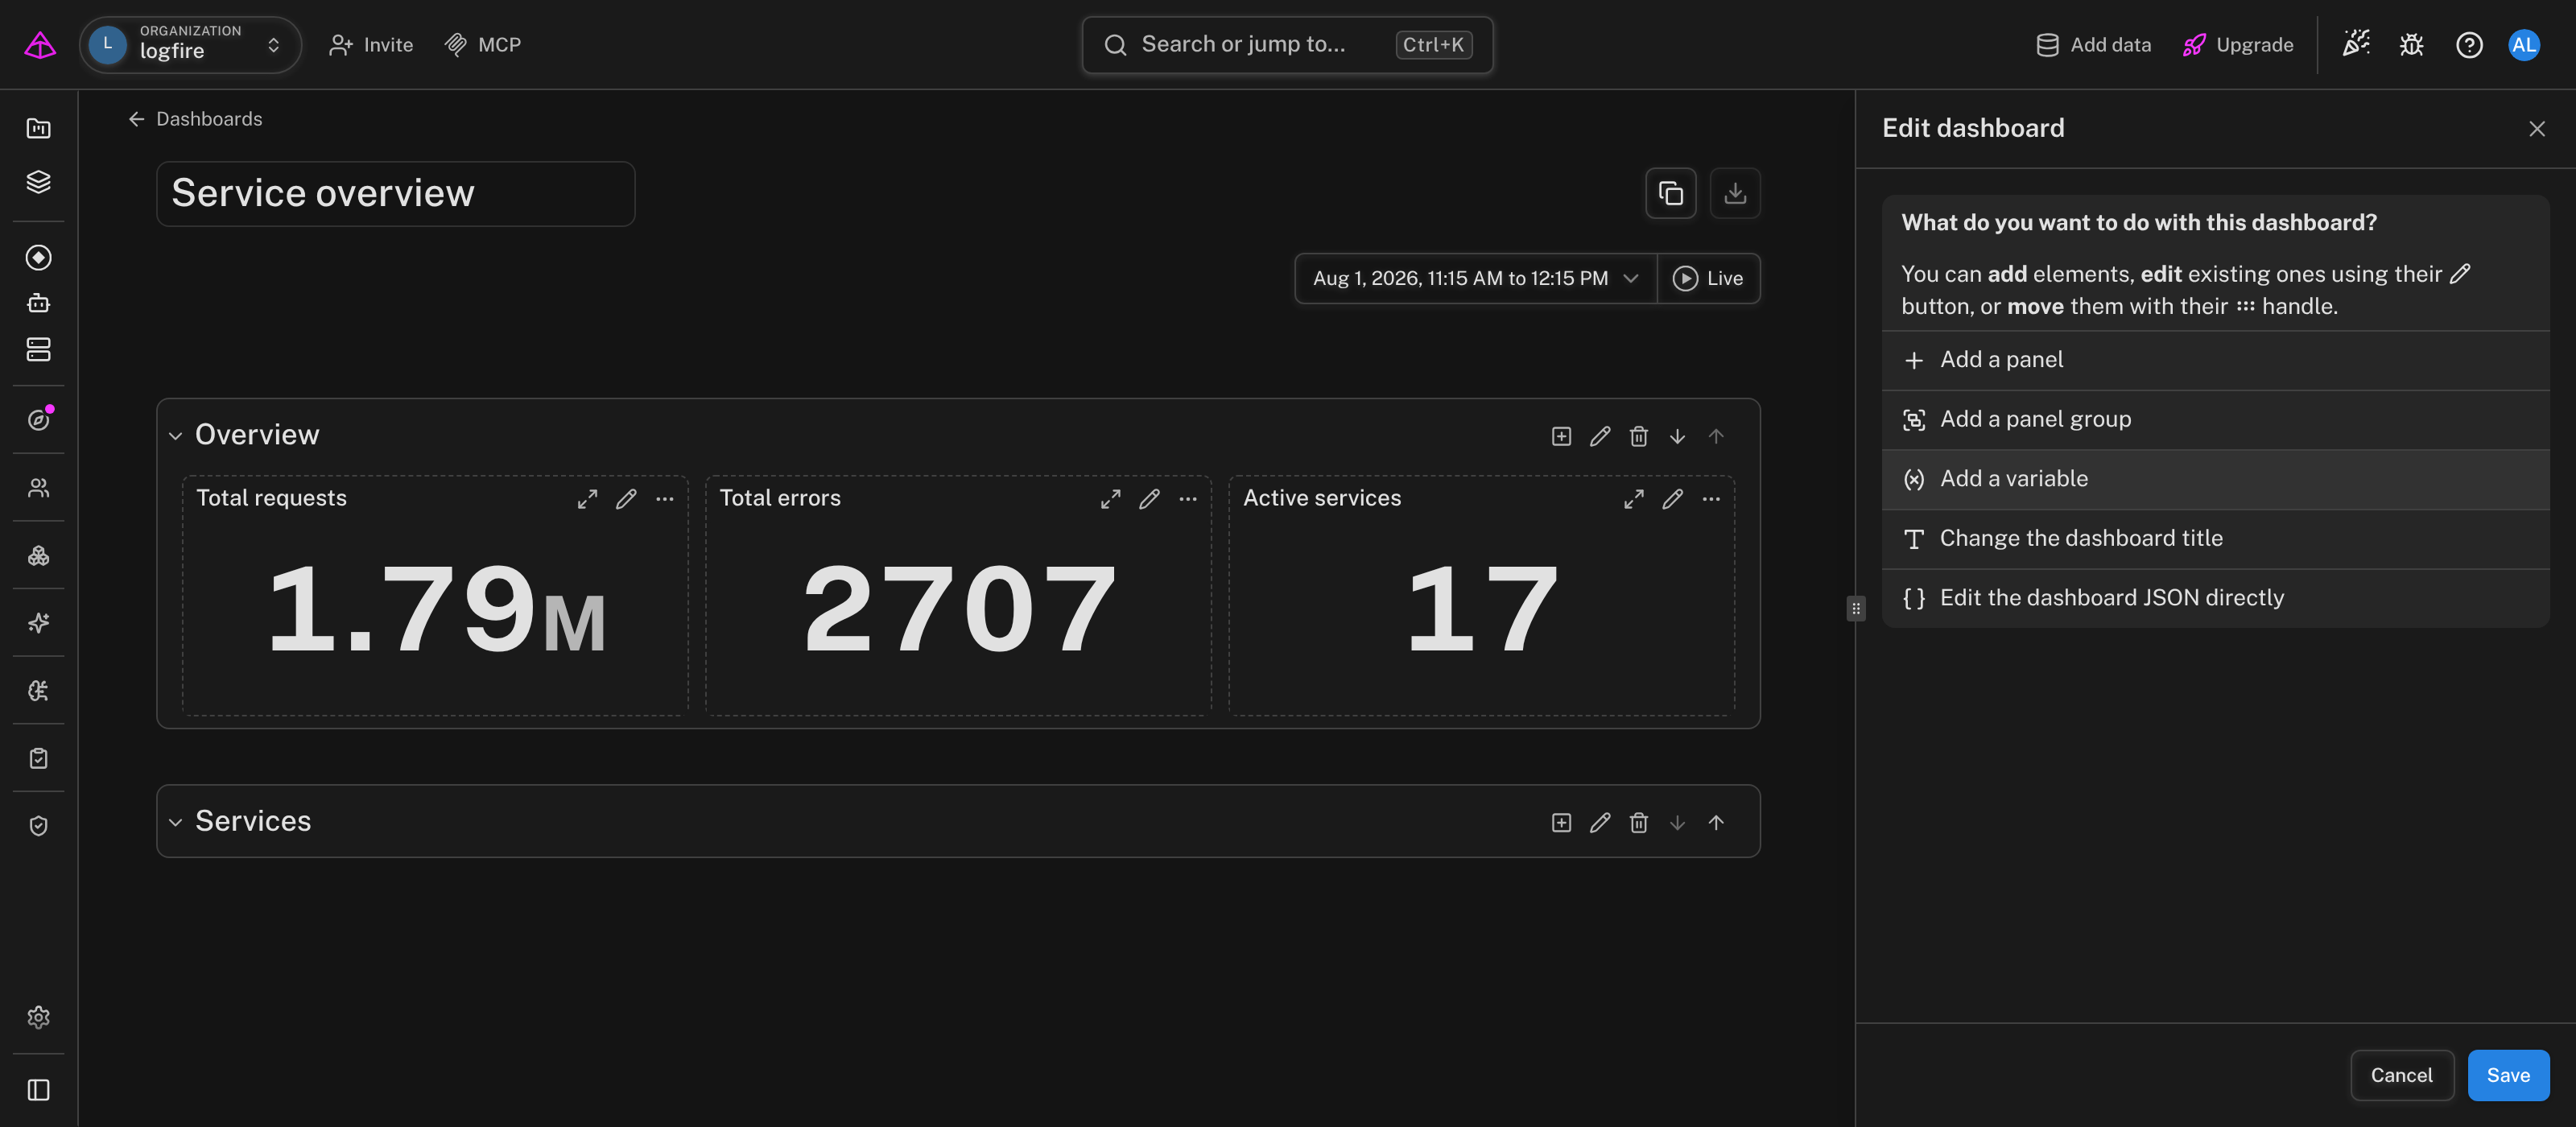 L
ORGANIZATION
logfire
Invite
MCP
Search or jump to...
Ctrl+K
Add data
Upgrade
AL
Dashboards
Service overview
Aug 1, 2026, 11:15 AM to 12:15 PM
Live
Overview
Total requests
1.79M
Total errors
2707
Active services
17
Services
Edit dashboard
What do you want to do with this dashboard?
You can add elements, edit existing ones using their
button, or move them with their handle.
Add a panel
Add a panel group
Add a variable
Change the dashboard title
Edit the dashboard JSON directly
Cancel
Save